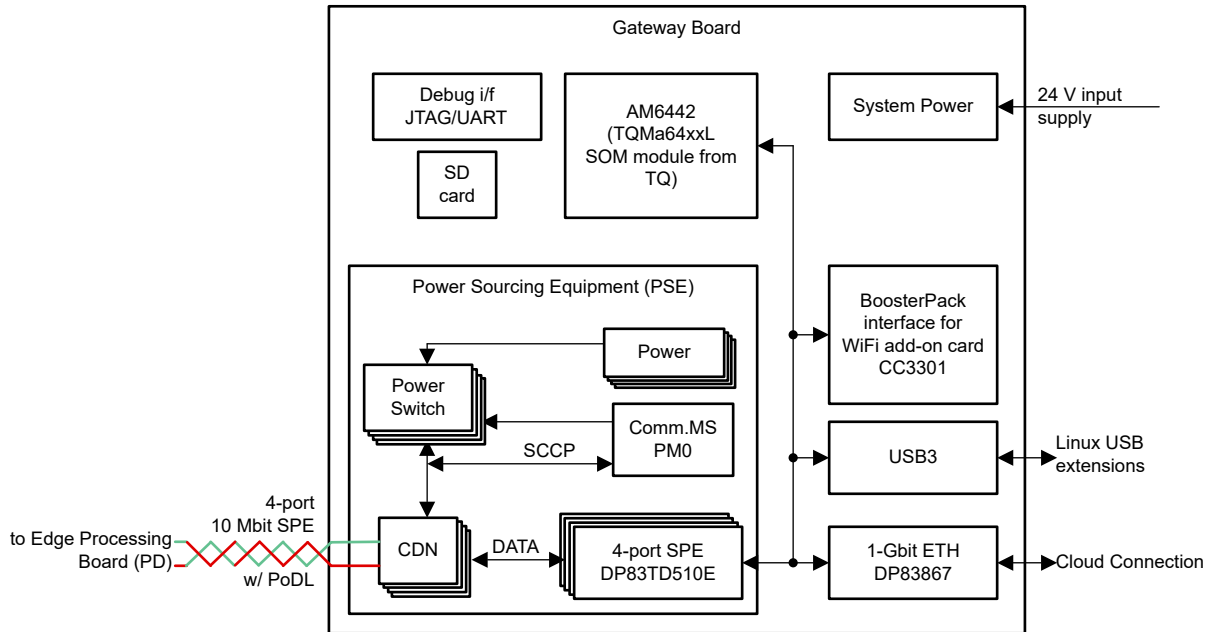 Gateway Board
Debug i/f
JTAG/UART
AM6442
(TQMa64xxL
SOM module from
TQ)
System Power
24 V input
supply
SD
card
Power Sourcing Equipment (PSE)
BoosterPack
interface for
WiFi add-on card
CC3301
Power
Power
Switch
Comm.MS
PM0
SCCP
USB3
Linux USB
extensions
4-port
10 Mbit SPE
to Edge Processing
Board (PD)
w/ PoDL
CDN
DATA
4-port SPE
DP83TD510E
1-Gbit ETH
DP83867
Cloud Connection